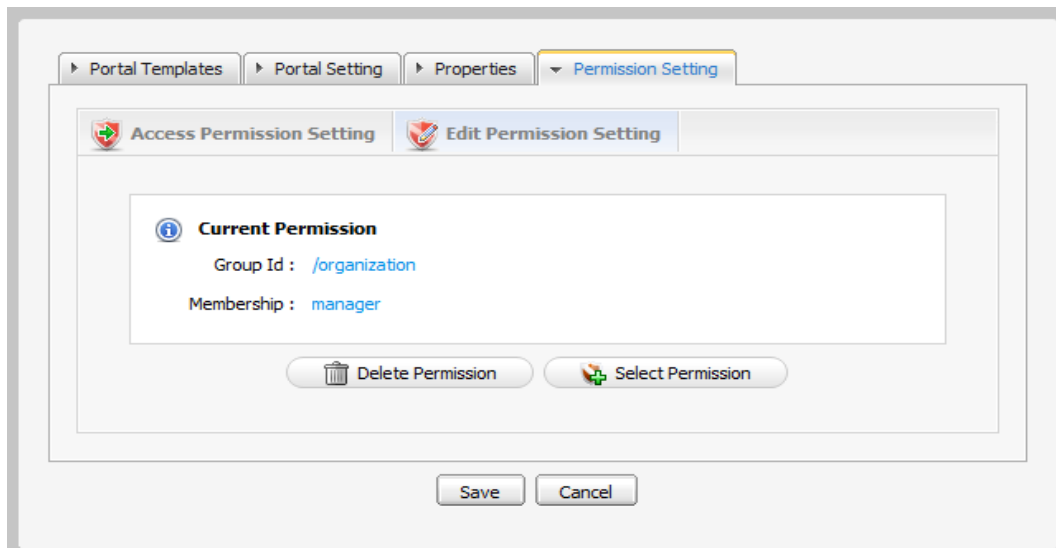 Portal Templates Portal Setting Properties Permission Setting
Access Permission Setting Edit Permission Setting
Current Permission
Group Id : /organization
Membership : manager
Delete Permission Select Permission
Save Cancel